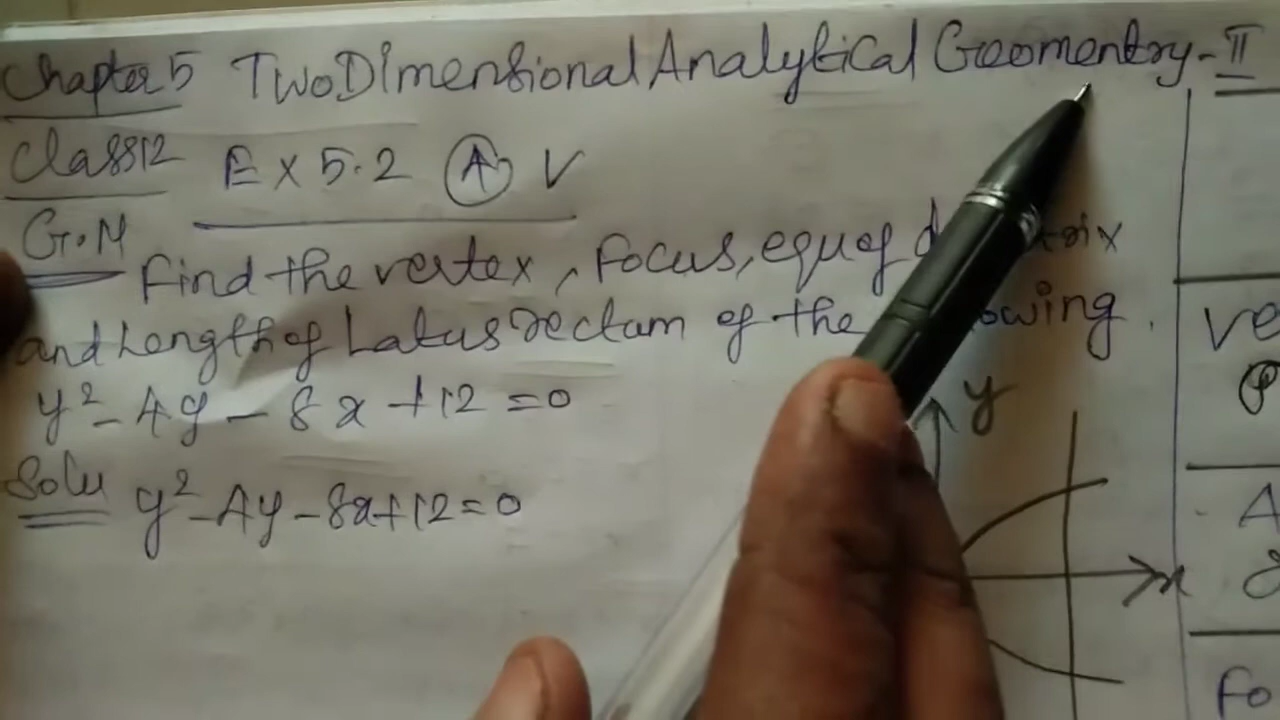 Chapter 5 Two Dimensional Analytical Geomentry - II
Class 12 Ex 5.2 A V
G.M
Find the vertex, Focus, equ of
and Length of Latus rectum of the
y² - 4y - 8x + 12 = 0
Solu y² - 4y - 8x + 12 = 0
y
x